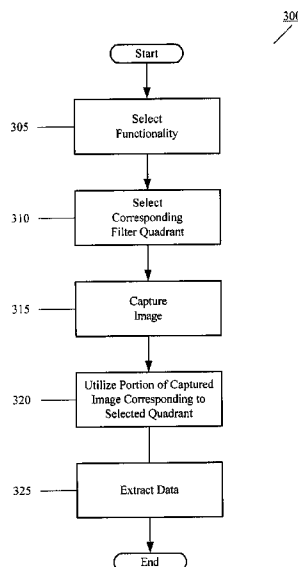 300
Start
305
Select
Functionality
310
Select
Corresponding
Filter Quadrant
315
Capture
Image
320
Utilize Portion of Captured
Image Corresponding to
Selected Quadrant
325
Extract Data
End